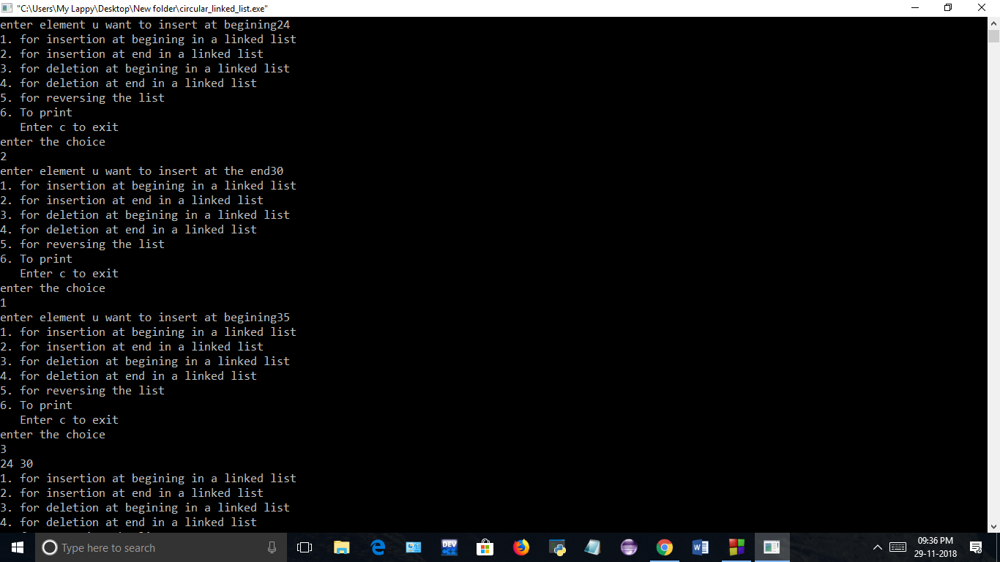 "C:\Users\My Lappy\Desktop\New folder\circular_linked_list.exe"
enter element u want to insert at begining24
1. for insertion at begining in a linked list
2. for insertion at end in a linked list
3. for deletion at begining in a linked list
4. for deletion at end in a linked list
5. for reversing the list
6. To print
   Enter c to exit
enter the choice
2
enter element u want to insert at the end30
1. for insertion at begining in a linked list
2. for insertion at end in a linked list
3. for deletion at begining in a linked list
4. for deletion at end in a linked list
5. for reversing the list
6. To print
   Enter c to exit
enter the choice
1
enter element u want to insert at begining35
1. for insertion at begining in a linked list
2. for insertion at end in a linked list
3. for deletion at begining in a linked list
4. for deletion at end in a linked list
5. for reversing the list
6. To print
   Enter c to exit
enter the choice
3
24 30
1. for insertion at begining in a linked list
2. for insertion at end in a linked list
3. for deletion at begining in a linked list
4. for deletion at end in a linked list
Type here to search
DEV
09:36 PM
29-11-2018